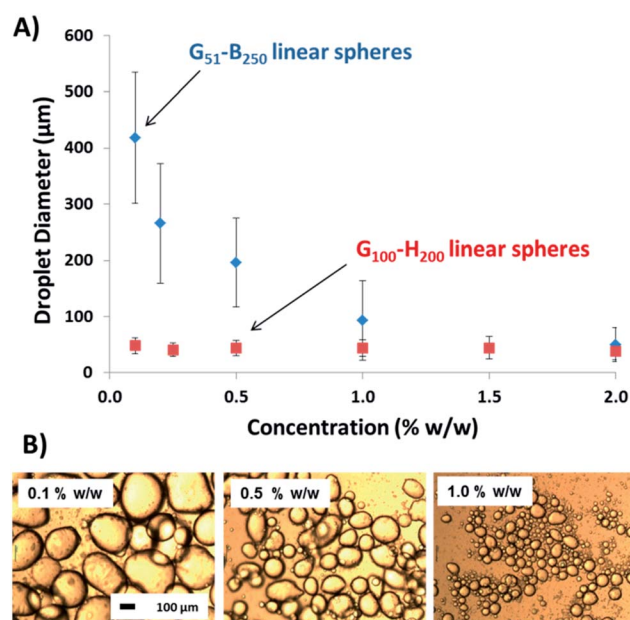 A)
600
500
400
300
200
100
0
Droplet Diameter (µm)
G₅₁-B₂₅₀ linear spheres
G₁₀₀-H₂₀₀ linear spheres
0.0
0.5
1.0
1.5
2.0
Concentration (% w/w)
B)
0.1 % w/w
0.5 % w/w
1.0 % w/w
100 µm